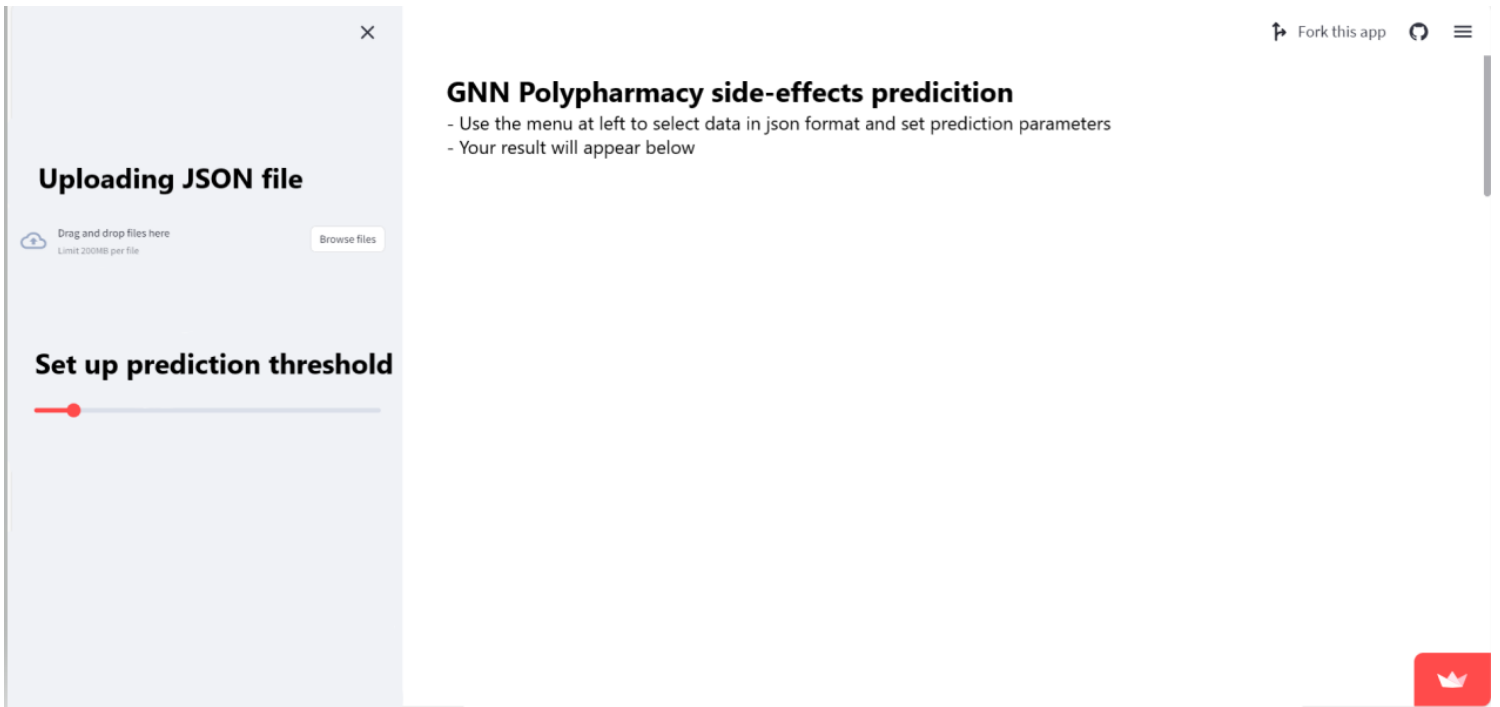 Fork this app
GNN Polypharmacy side-effects predicition
- Use the menu at left to select data in json format and set prediction parameters
- Your result will appear below
Uploading JSON file
Drag and drop files here
Limit 200MB per file
Browse files
Set up prediction threshold